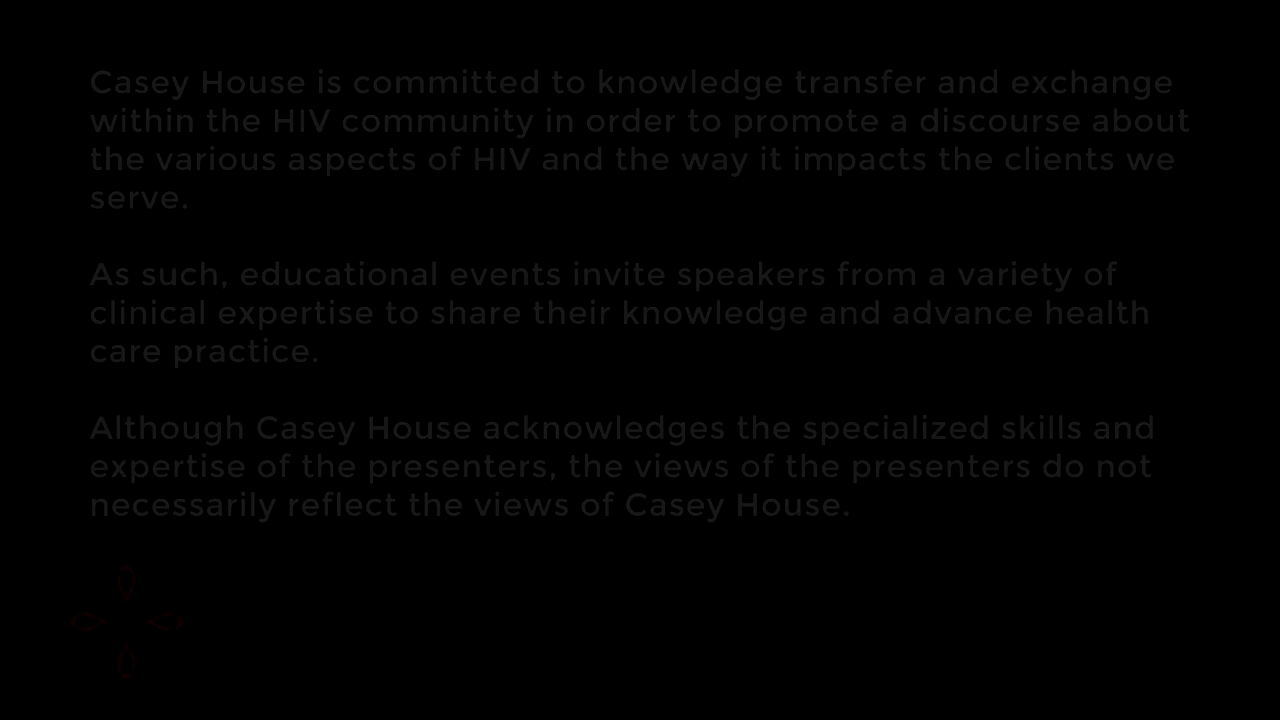 Casey House is committed to knowledge transfer and exchange
within the HIV community in order to promote a discourse about
the various aspects of HIV and the way it impacts the clients we
serve.
As such, educational events invite speakers from a variety of
clinical expertise to share their knowledge and advance health
care practice.
Although Casey House acknowledges the specialized skills and
expertise of the presenters, the views of the presenters do not
necessarily reflect the views of Casey House.